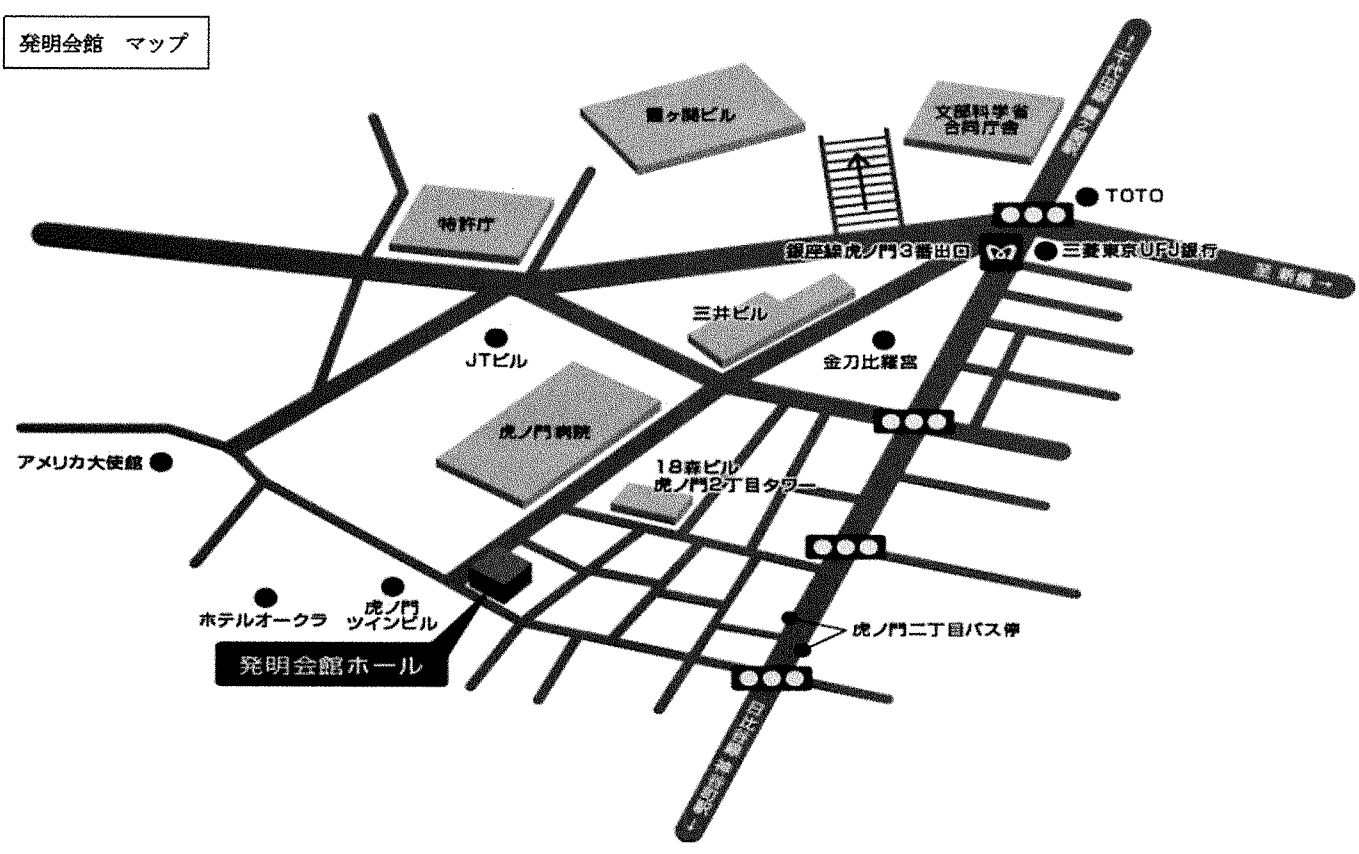 発明会館 マップ
霞ヶ関ビル
文部科学省
合同庁舎
特許庁
TOTO
銀座線虎ノ門3番出口
三菱東京UFJ銀行
至新橋→
三井ビル
JTビル
金刀比羅宮
虎ノ門病院
アメリカ大使館
18森ビル
虎ノ門2丁目タワー
ホテルオークラ
虎ノ門
ツインビル
虎ノ門二丁目バス停
発明会館ホール